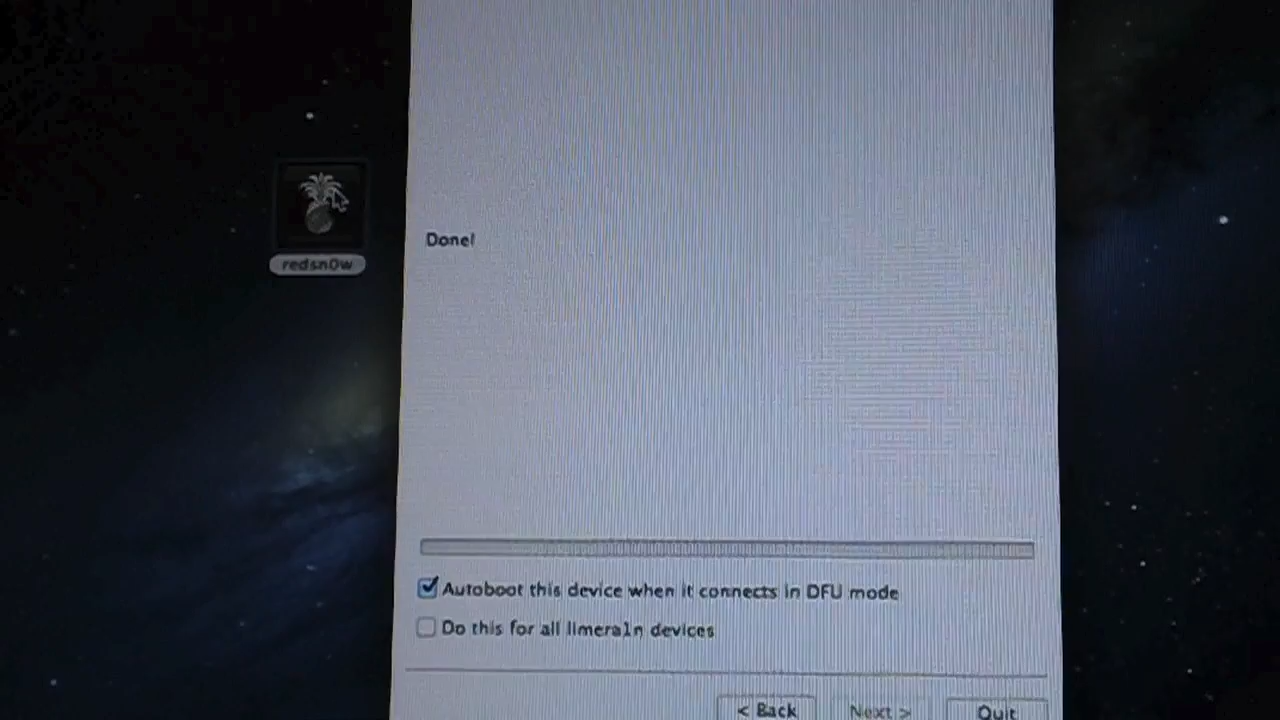 Done!
redsn0w
Autoboot this device when it connects in DFU mode
Do this for all limera1n devices
< Back
Next >
Quit